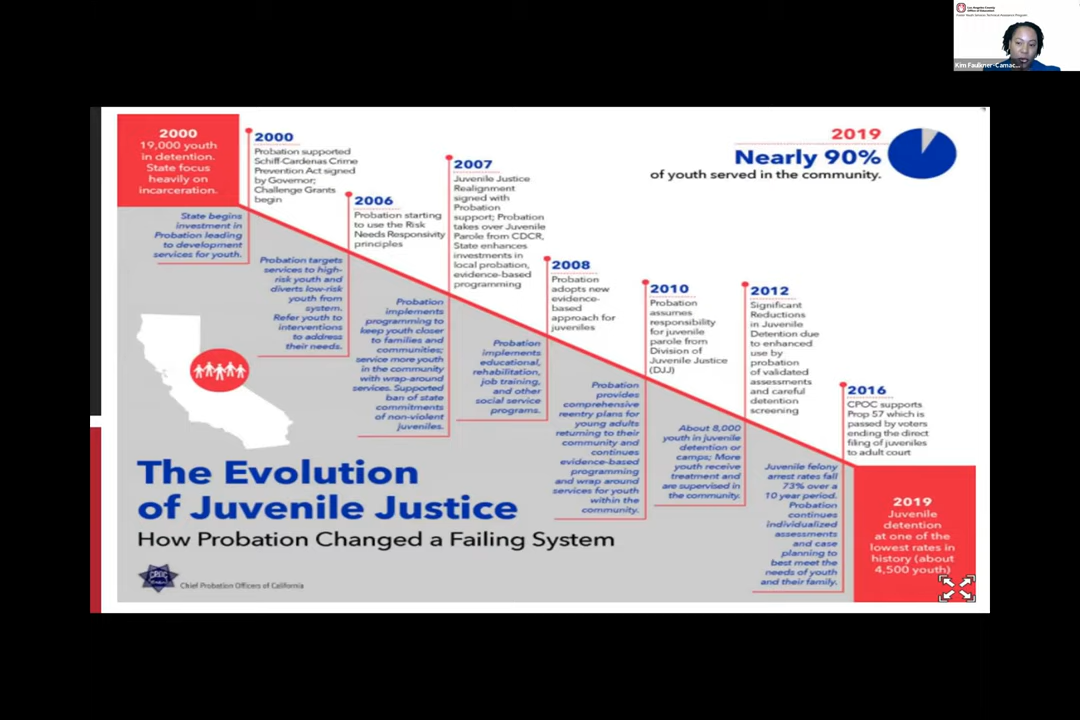 Los Angeles County
Office of Education
Kim Faulkner-Camac...
2000
19,000 youth
in detention.
State focus
heavily on
incarceration.
2000
Probation supported
Schiff-Cardenas Crime
Prevention Act signed
by Governor;
Challenge Grants
begin
State begins
investment in
Probation leading
to development
services for youth.
2006
Probation starting
to use the Risk
Needs Responsivity
principles
Probation targets
services to high-
risk youth and
diverts low-risk
youth from
system.
Refer youth to
interventions
to address
their needs.
2007
Juvenile Justice
Realignment
signed with
Probation
support; Probation
takes over Juvenile
Parole from CDCR,
State enhances
investments in
local probation,
evidence-based
programming
Probation
implements
programming to
keep youth closer
to families and
communities;
service more youth
in the community
with wrap-around
services. Supported
ban of state
commitments
of non-violent
juveniles.
2008
Probation
adopts new
evidence-
based
approach for
juveniles
Probation
implements
educational,
rehabilitation,
job training,
and other
social service
programs.
2010
Probation
assumes
responsibility
for juvenile
parole from
Division of
Juvenile Justice
(DJJ)
Probation
provides
comprehensive
reentry plans for
young adults
returning to their
community and
continues
evidence-based
programming
and wrap around
services for youth
within the
community.
2012
Significant
Reductions
in Juvenile
Detention due
to enhanced
use by
probation
of validated
assessments
and careful
detention
screening
About 8,000
youth in juvenile
detention or
camps; More
youth receive
treatment and
are supervised in
the community.
2016
CPOC supports
Prop 57 which is
passed by voters
ending the direct
filing of juveniles
to adult court
Juvenile felony
arrest rates fall
73% over a
10 year period.
Probation
continues
individualized
assessments
and case
planning to
best meet the
needs of youth
and their family.
2019
Nearly 90%
of youth served in the community.
2019
Juvenile
detention
at one of the
lowest rates in
history (about
4,500 youth)
The Evolution
of Juvenile Justice
How Probation Changed a Failing System
CPOC
Chief Probation Officers of California